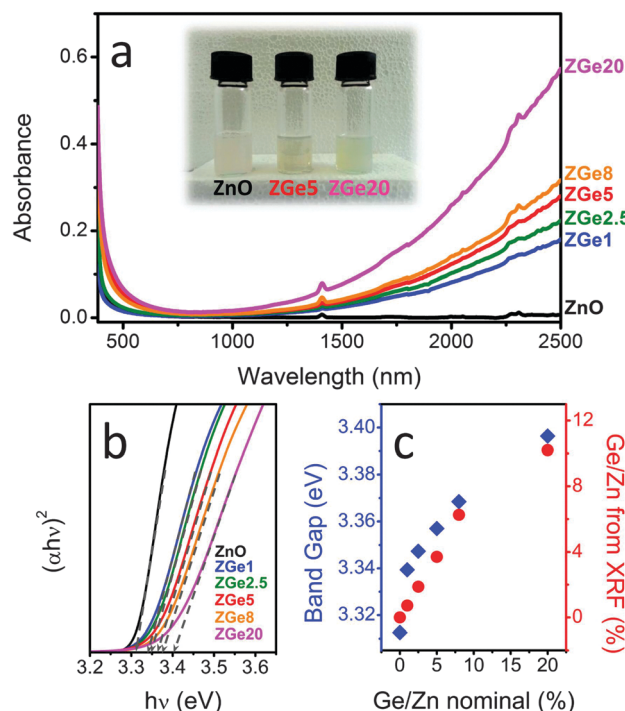 a
0.6
0.4
0.2
0.0
Absorbance
500 1000 1500 2000 2500
Wavelength (nm)
ZnO ZGe5 ZGe20
ZGe20
ZGe8
ZGe5
ZGe2.5
ZGe1
ZnO
b
(αhν)²
ZnO
ZGe1
ZGe2.5
ZGe5
ZGe8
ZGe20
3.2 3.3 3.4 3.5 3.6
hν (eV)
c
Band Gap (eV)
3.40
3.38
3.36
3.34
3.32
0 5 10 15 20
Ge/Zn nominal (%)
12
8
4
0
Ge/Zn from XRF (%)